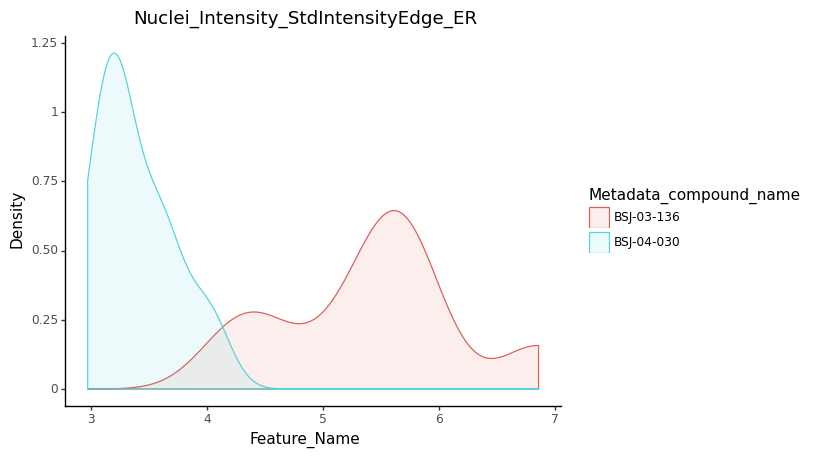 Nuclei_Intensity_StdIntensityEdge_ER
1.25
1
0.75
0.50
0.25
0
Density
3 4 5 6 7
Feature_Name
Metadata_compound_name
BSJ-03-136
BSJ-04-030